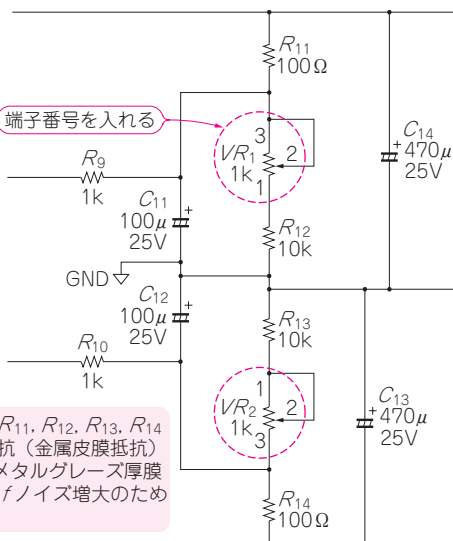 R11
100Ω
端子番号を入れる
3
VR1
1k
2
1
C14
+
470μ
25V
R9
1k
C11
100μ
25V
+
R12
10k
GND
C12
100μ
25V
+
R13
10k
R10
1k
1
VR2
1k
2
3
C13
+
470μ
25V
R11, R12, R13, R14
抗（金属皮膜抵抗）
メタルグレーズ厚膜
fノイズ増大のため
R14
100Ω